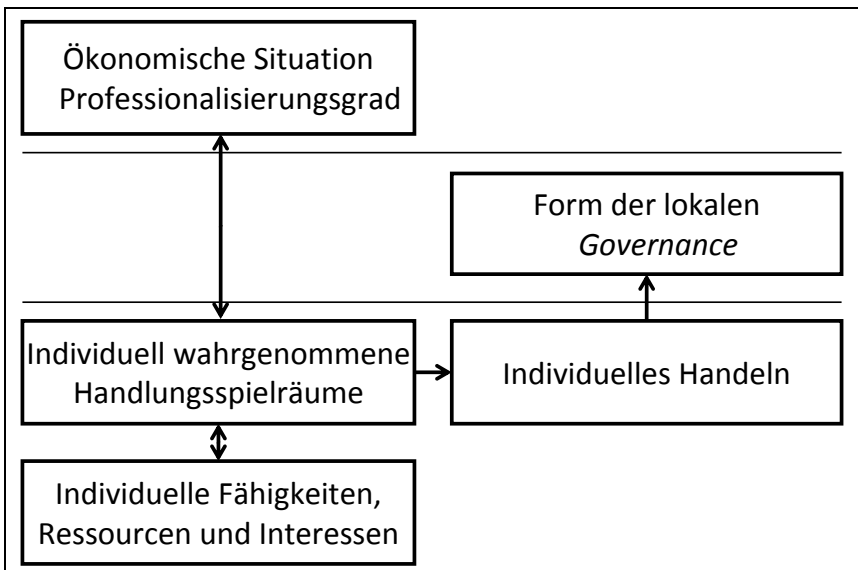 Ökonomische Situation
Professionalisierungsgrad
Form der lokalen
Governance
Individuell wahrgenommene
Handlungsspielräume
Individuelles Handeln
Individuelle Fähigkeiten,
Ressourcen und Interessen